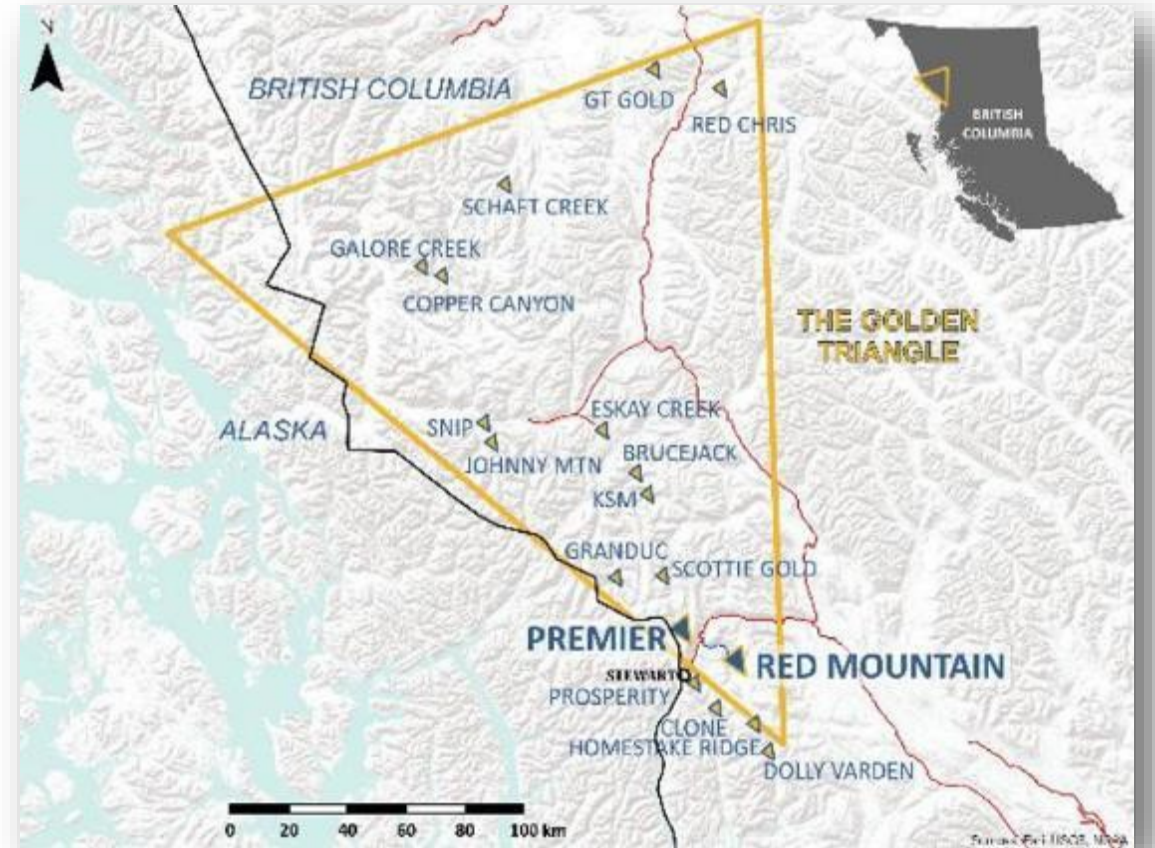 N
BRITISH COLUMBIA
GT GOLD
RED CHRIS
BRITISH
COLUMBIA
SCHAFT CREEK
GALORE CREEK
COPPER CANYON
THE GOLDEN
TRIANGLE
ALASKA
SNIP
ESKAY CREEK
JOHNNY MTN
BRUCEJACK
KSM
GRANDUC
SCOTTIE GOLD
PREMIER
RED MOUNTAIN
STEWART
PROSPERITY
CLONE
HOMESTAKE RIDGE
DOLLY VARDEN
0 20 40 60 80 100 km